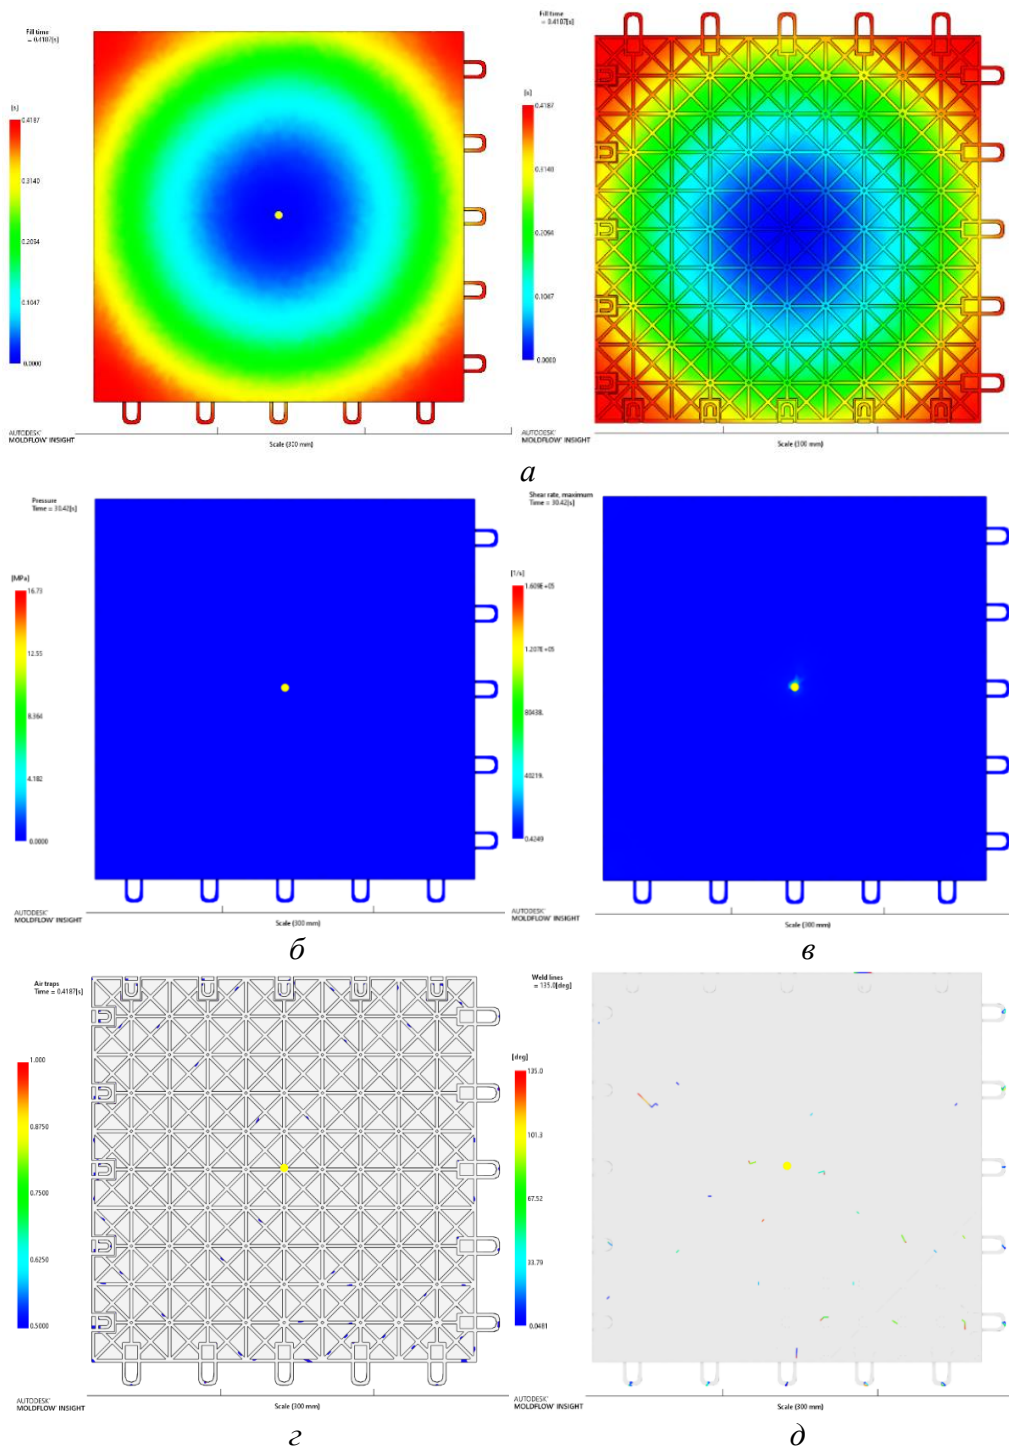 Fill time
= 0.4187[s]
[s]
0.4187
0.3140
0.2094
0.1047
0.0000
AUTODESK'
MOLDFLOW' INSIGHT
Scale (300 mm)
Fill time
= 0.4187[s]
[s]
0.4187
0.3140
0.2094
0.1047
0.0000
AUTODESK'
MOLDFLOW' INSIGHT
Scale (300 mm)
а
Pressure
Time = 30.42[s]
[MPa]
16.73
12.55
8.364
4.182
0.0000
AUTODESK'
MOLDFLOW' INSIGHT
Scale (300 mm)
б
Shear rate, maximum
Time = 30.42[s]
[1/s]
1.609E+05
1.207E+05
80438.
40219.
0.4249
AUTODESK'
MOLDFLOW' INSIGHT
Scale (300 mm)
в
Air traps
Time = 0.4187[s]
1.000
0.8750
0.7500
0.6250
0.5000
AUTODESK'
MOLDFLOW' INSIGHT
Scale (300 mm)
г
Weld lines
= 135.0[deg]
[deg]
135.0
101.3
67.52
33.79
0.0481
AUTODESK'
MOLDFLOW' INSIGHT
Scale (300 mm)
д